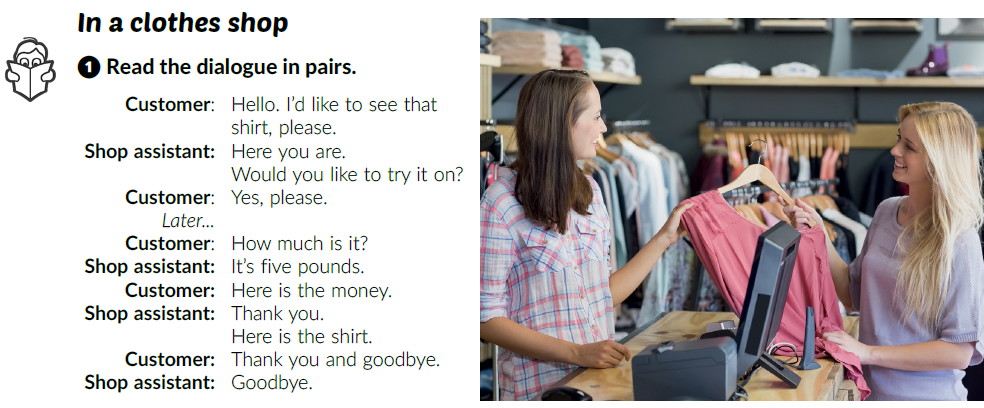 In a clothes shop
1 Read the dialogue in pairs.
Customer: Hello. I'd like to see that
shirt, please.
Shop assistant: Here you are.
Would you like to try it on?
Customer: Yes, please.
Later...
Customer: How much is it?
Shop assistant: It's five pounds.
Customer: Here is the money.
Shop assistant: Thank you.
Here is the shirt.
Customer: Thank you and goodbye.
Shop assistant: Goodbye.